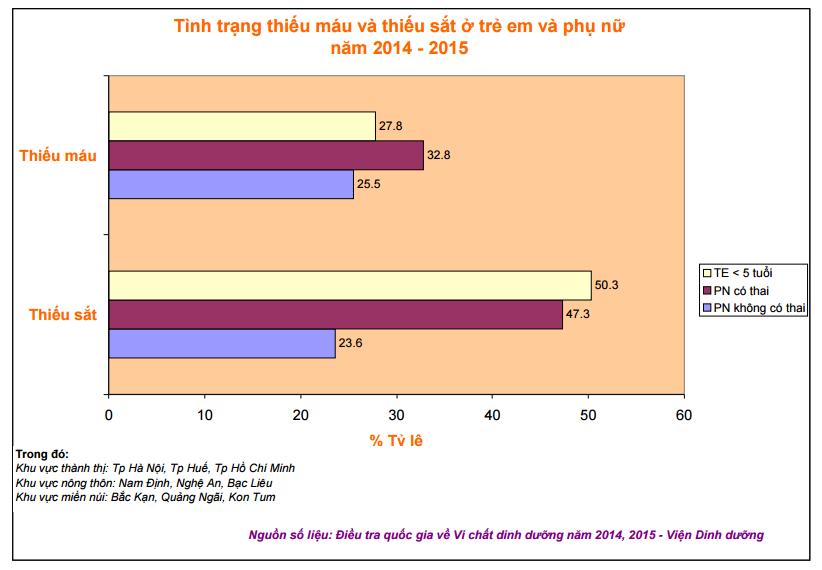 Tình trạng thiếu máu và thiếu sắt ở trẻ em và phụ nữ
năm 2014 - 2015
Thiếu máu
27.8
32.8
25.5
Thiếu sắt
50.3
47.3
23.6
TE < 5 tuổi
PN có thai
PN không có thai
0 10 20 30 40 50 60
% Tỷ lệ
Trong đó:
Khu vực thành thị: Tp Hà Nội, Tp Huế, Tp Hồ Chí Minh
Khu vực nông thôn: Nam Định, Nghệ An, Bạc Liêu
Khu vực miền núi: Bắc Kạn, Quảng Ngãi, Kon Tum
Nguồn số liệu: Điều tra quốc gia về Vi chất dinh dưỡng năm 2014, 2015 - Viện Dinh dưỡng